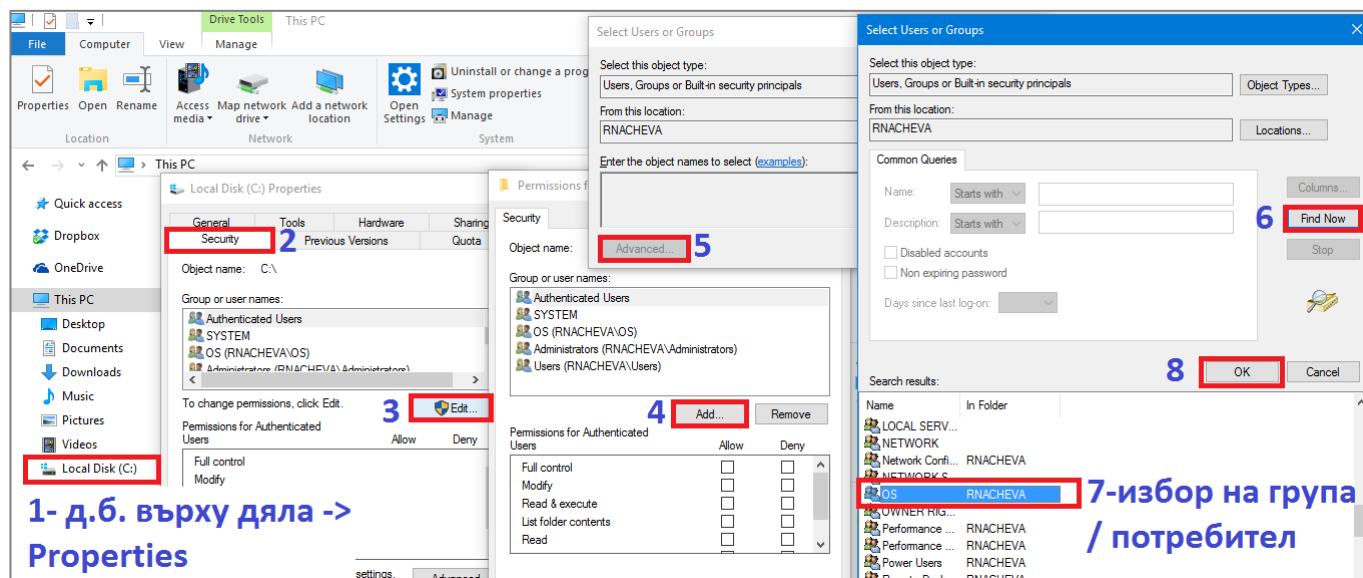 Drive Tools This PC
File Computer View Manage
Properties Open Rename
Access media Map network drive Add a network location
Open Settings
Uninstall or change a prog
System properties
Manage
Location Network System
This PC
Quick access
Dropbox
OneDrive
This PC
Desktop
Documents
Downloads
Music
Pictures
Videos
Local Disk (C:)
1- д.б. върху дяла ->
Properties
Local Disk (C:) Properties
General Tools Hardware Sharing
Security 2 Previous Versions Quota
Object name: C:\
Group or user names:
Authenticated Users
SYSTEM
OS (RNACHEVA\OS)
Administrators (RNACHEVA\Administrators)
To change permissions, click Edit.
3 Edit...
Permissions for Authenticated
Users Allow Deny
Full control
Modify
settings. Advanced
Permissions f
Security
Object name:
Group or user names:
Authenticated Users
SYSTEM
OS (RNACHEVA\OS)
Administrators (RNACHEVA\Administrators)
Users (RNACHEVA\Users)
4 Add... Remove
Permissions for Authenticated
Users Allow Deny
Full control
Modify
Read & execute
List folder contents
Read
Select Users or Groups
Select this object type:
Users, Groups or Built-in security principals
From this location:
RNACHEVA
Enter the object names to select (examples):
Advanced... 5
Select Users or Groups
Select this object type:
Users, Groups or Built-in security principals
Object Types...
From this location:
RNACHEVA
Locations...
Common Queries
Name: Starts with
Columns...
Description: Starts with
6 Find Now
Disabled accounts
Stop
Non expiring password
Days since last log-on:
8 OK Cancel
Search results:
Name In Folder
LOCAL SERV...
NETWORK
Network Confi... RNACHEVA
NETWORK S...
OS RNACHEVA
OWNER RIG...
Performance ... RNACHEVA
Performance ... RNACHEVA
Power Users RNACHEVA
RNACHEVA
7-избор на група
/ потребител